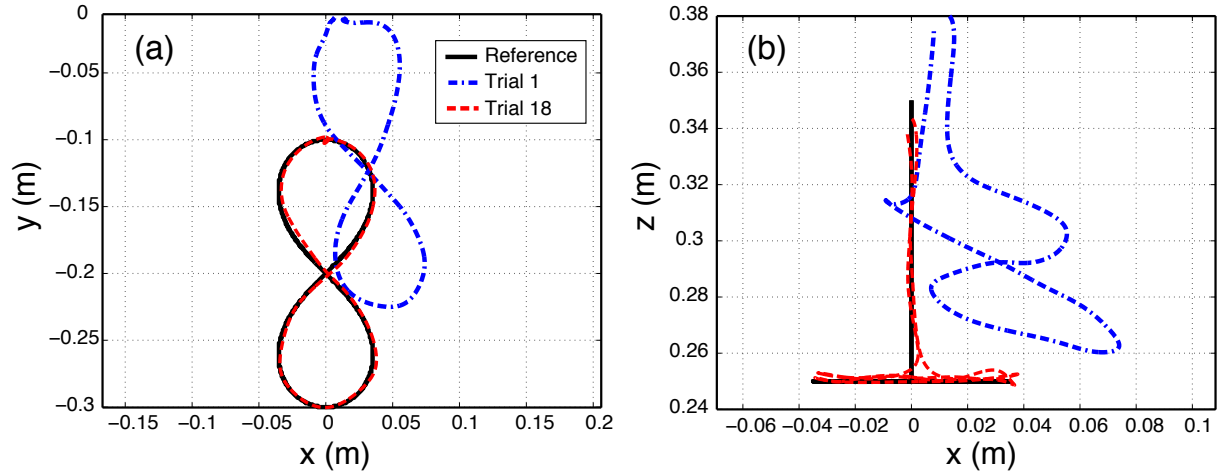 (a)
Reference
Trial 1
Trial 18
y (m)
0
−0.05
−0.1
−0.15
−0.2
−0.25
−0.3
−0.15 −0.1 −0.05 0 0.05 0.1 0.15 0.2
x (m)
(b)
z (m)
0.38
0.36
0.34
0.32
0.3
0.28
0.26
0.24
−0.06 −0.04 −0.02 0 0.02 0.04 0.06 0.08 0.1
x (m)